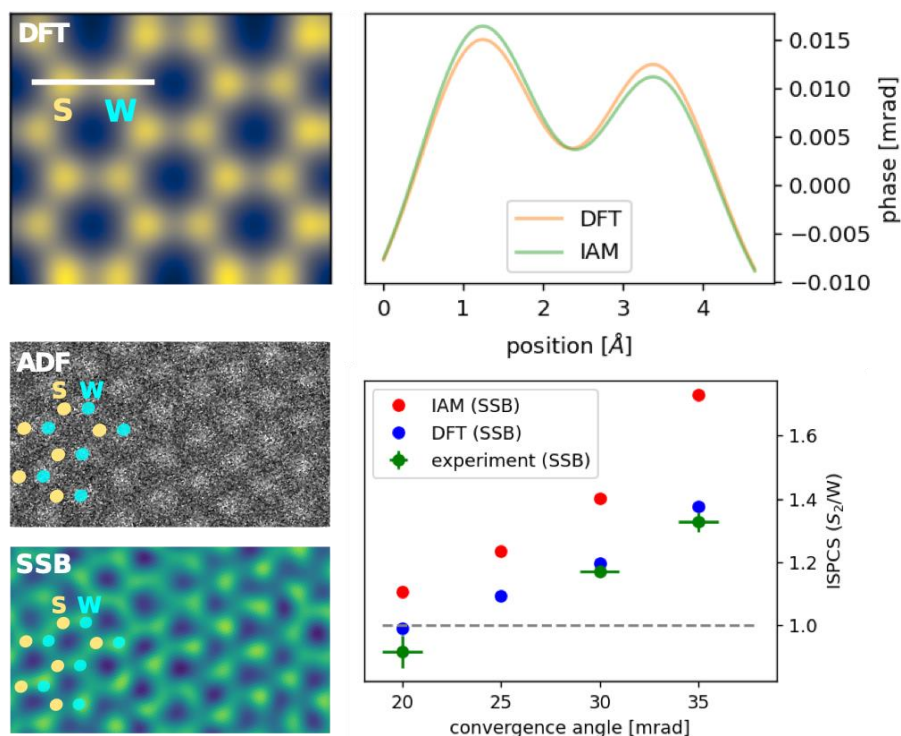 DFT
S W
0.015
0.010
0.005
0.000
−0.005
−0.010
phase [mrad]
DFT
IAM
0 1 2 3 4
position [Å]
ADF
S W
SSB
S W
IAM (SSB)
DFT (SSB)
experiment (SSB)
1.6
1.4
1.2
1.0
ISPCS (S₂/W)
20 25 30 35
convergence angle [mrad]